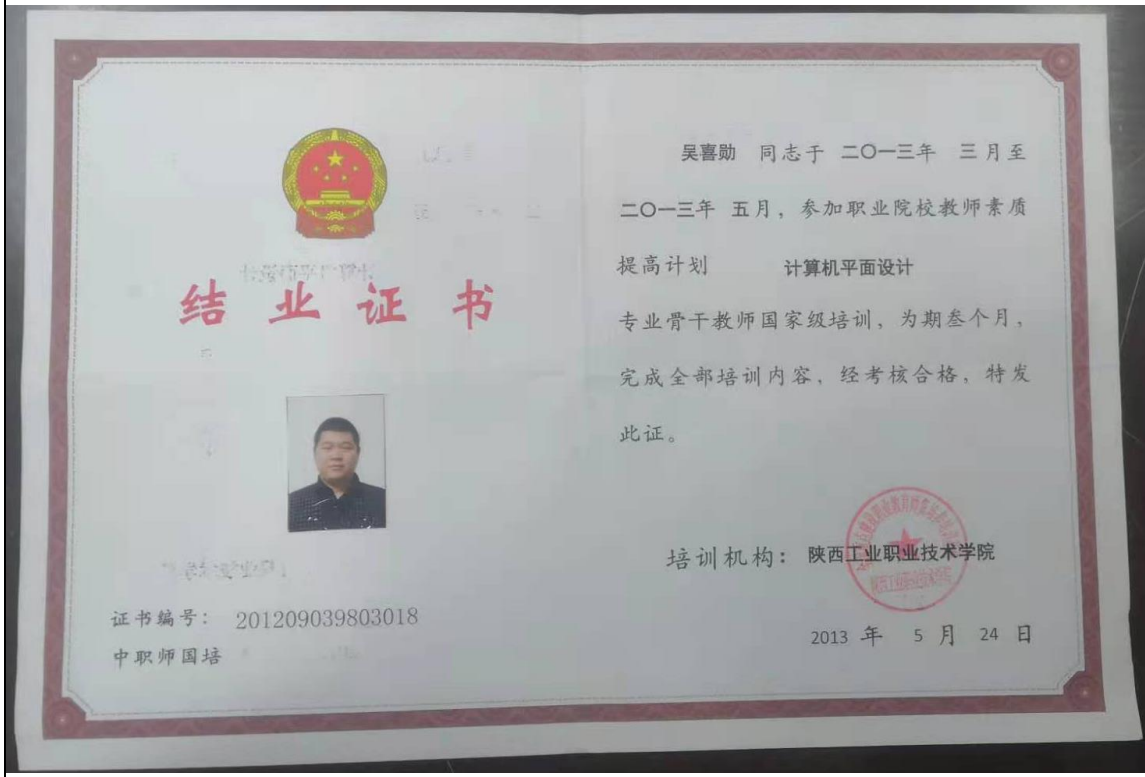 结业证书
证书编号： 201209039803018
中职师国培
吴喜勋 同志于 二〇一三年 三月至
二〇一三年 五月，参加职业院校教师素质
提高计划 计算机平面设计
专业骨干教师国家级培训，为期叁个月，
完成全部培训内容，经考核合格，特发
此证。
培训机构： 陕西工业职业技术学院
2013 年 5 月 24 日